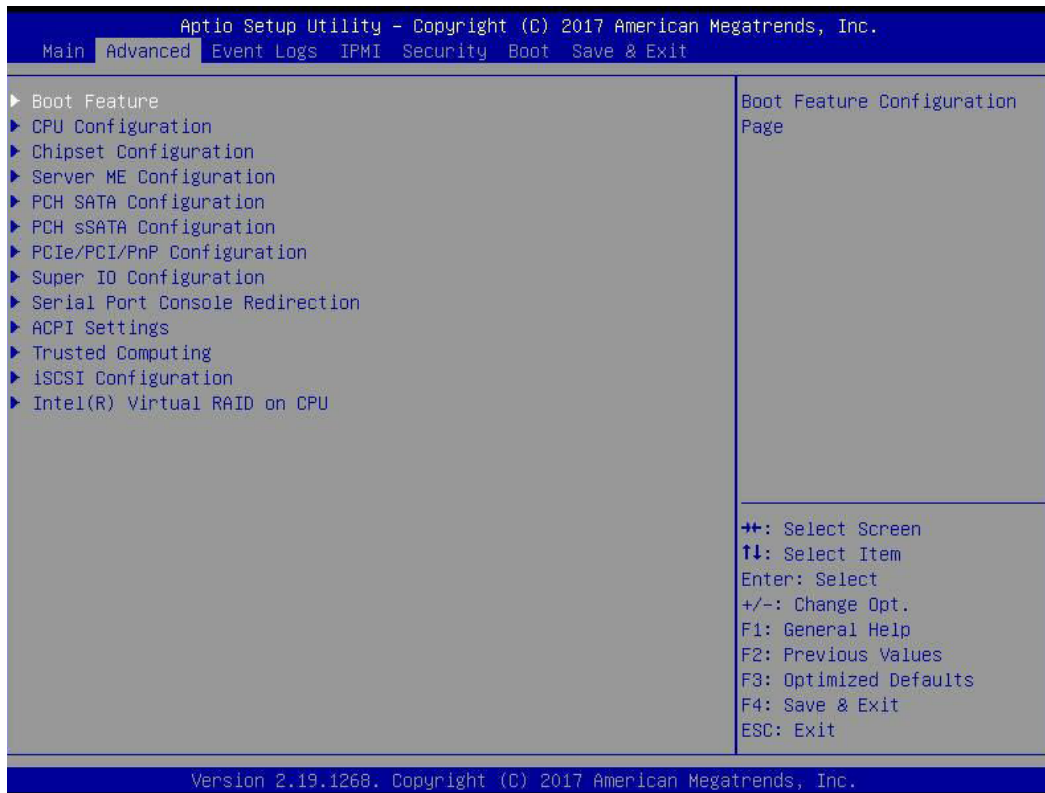 Aptio Setup Utility – Copyright (C) 2017 American Megatrends, Inc.
Main Advanced Event Logs IPMI Security Boot Save & Exit
▶ Boot Feature
▶ CPU Configuration
▶ Chipset Configuration
▶ Server ME Configuration
▶ PCH SATA Configuration
▶ PCH sSATA Configuration
▶ PCIe/PCI/PnP Configuration
▶ Super IO Configuration
▶ Serial Port Console Redirection
▶ ACPI Settings
▶ Trusted Computing
▶ iSCSI Configuration
▶ Intel(R) Virtual RAID on CPU
Boot Feature Configuration
Page
→←: Select Screen
↑↓: Select Item
Enter: Select
+/-: Change Opt.
F1: General Help
F2: Previous Values
F3: Optimized Defaults
F4: Save & Exit
ESC: Exit
Version 2.19.1268. Copyright (C) 2017 American Megatrends, Inc.